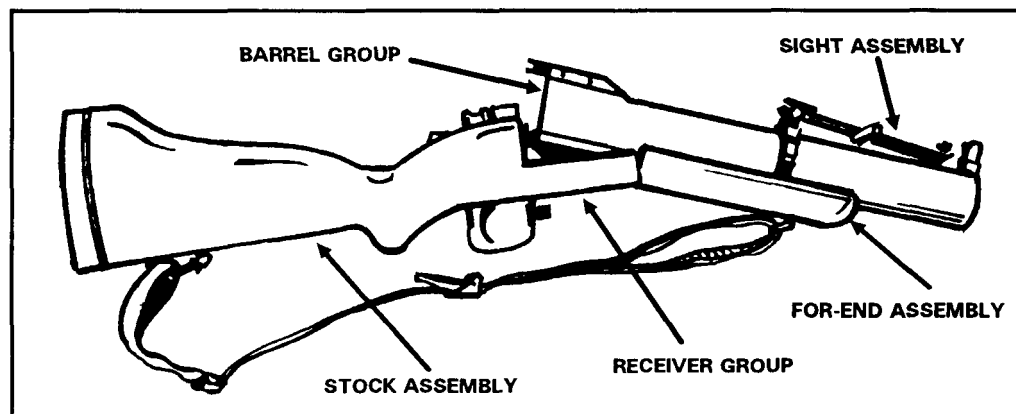 BARREL GROUP
SIGHT ASSEMBLY
FOR-END ASSEMBLY
RECEIVER GROUP
STOCK ASSEMBLY